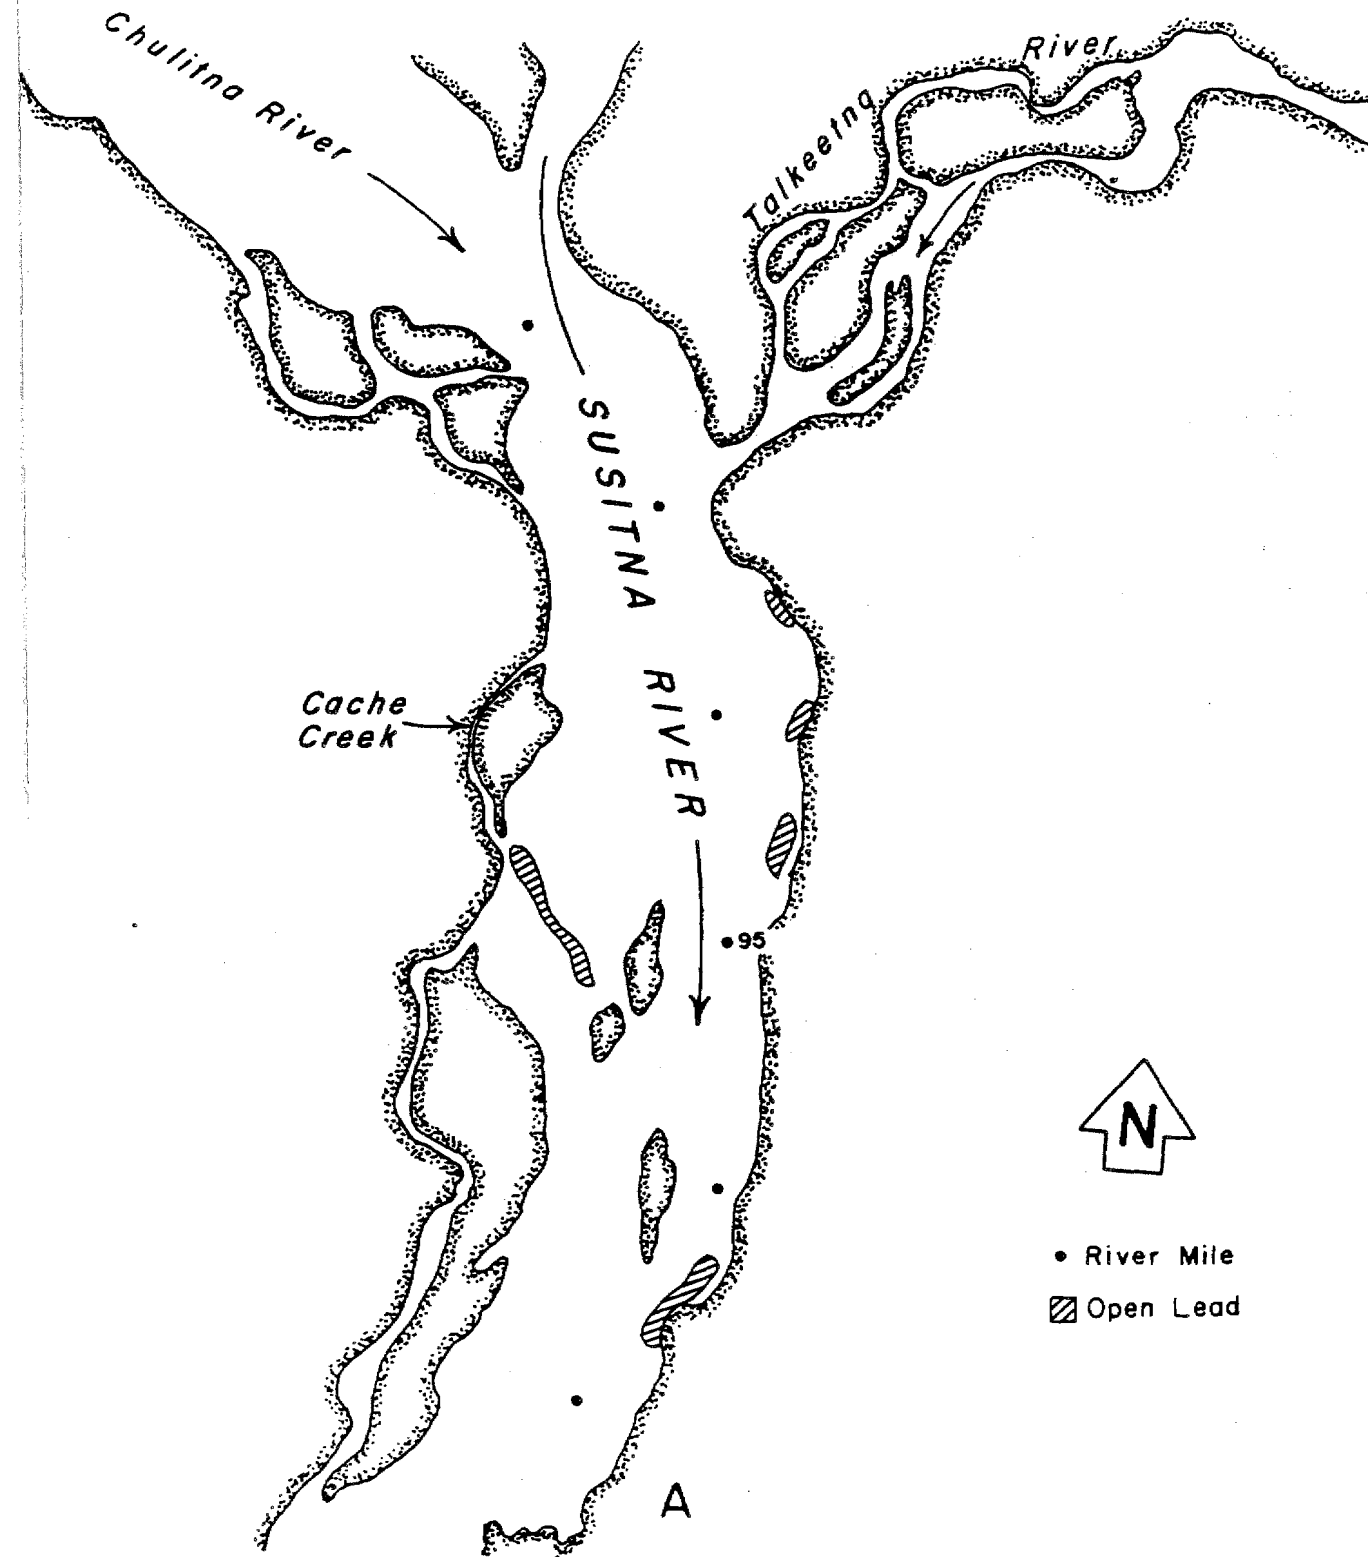 Chulitna River
Talkeetna River
SUSITNA RIVER
Cache
Creek
95
N
River Mile
Open Lead
A